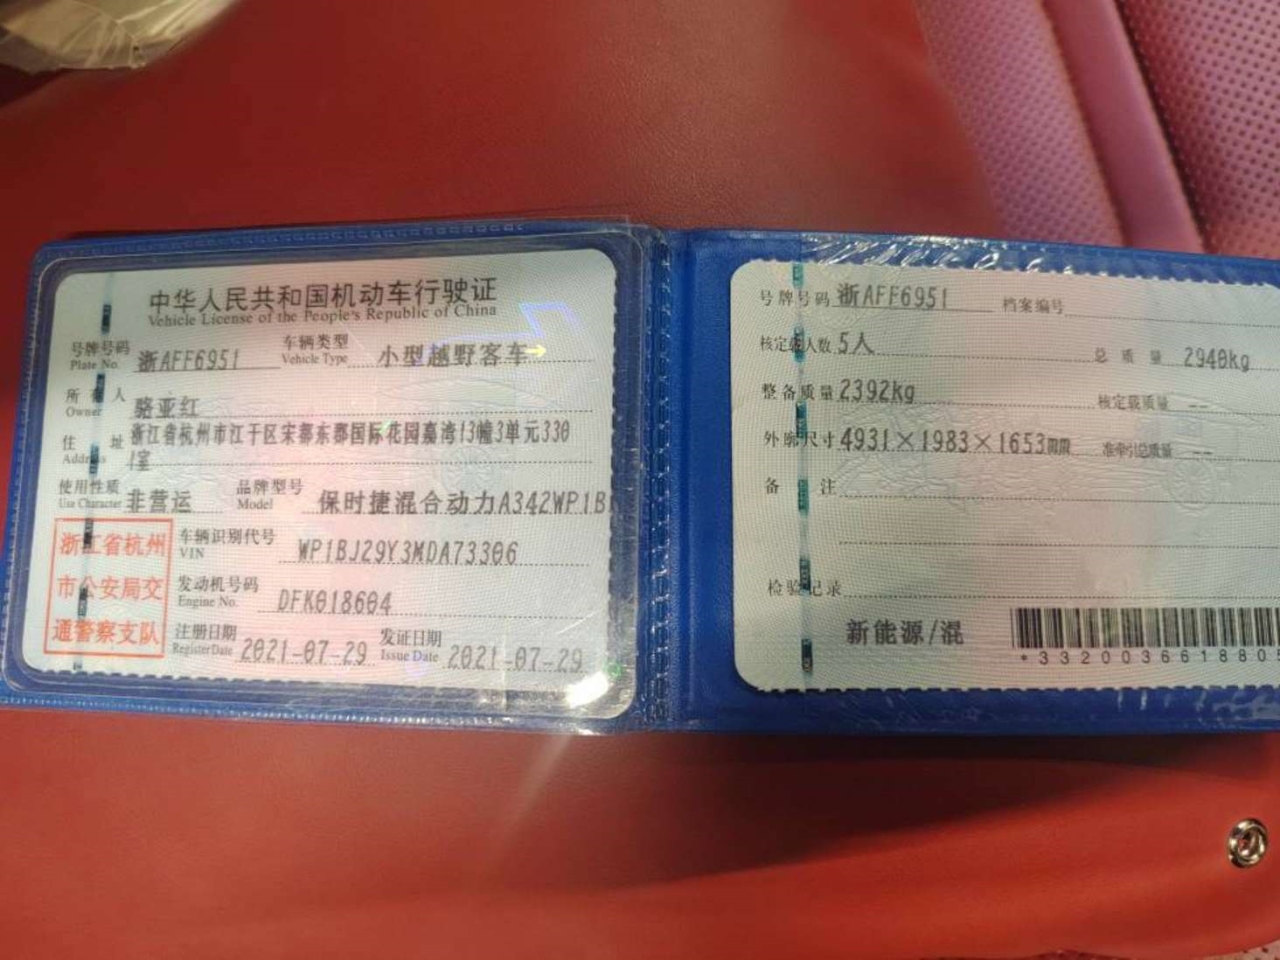 中华人民共和国机动车行驶证
Vehicle License of the People's Republic of China
号牌号码 浙AFF6951 车辆类型 小型越野客车
Plate No. Vehicle Type
所有人 骆亚红
Owner
住址 浙江省杭州市江干区宋都东郡国际花园嘉湾13幢3单元330
Address 1室
使用性质 非营运 品牌型号 保时捷混合动力A342WP1B
Use Character Model
浙江省杭州
市公安局交
通警察支队
车辆识别代号 WP1BJ29Y3MDA73306
VIN
发动机号码 DFK018604
Engine No.
注册日期 2021-07-29 发证日期 2021-07-29
Register Date Issue Date
号牌号码 浙AFF6951 档案编号
核定载人数 5人 总质量 2940kg
整备质量 2392kg 核定载质量 --
外廓尺寸 4931×1983×1653mm 准牵引总质量 --
备注
检验记录
新能源/混
*3320036618805